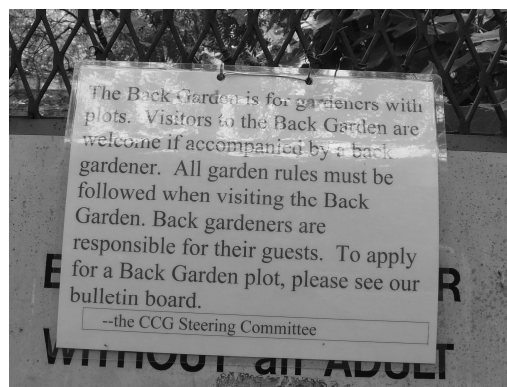 The Back Garden is for gardeners with
plots. Visitors to the Back Garden are
welcome if accompanied by a back
gardener. All garden rules must be
followed when visiting the Back
Garden. Back gardeners are
responsible for their guests. To apply
for a Back Garden plot, please see our
bulletin board.
--the CCG Steering Committee
WITHOUT an ADULT